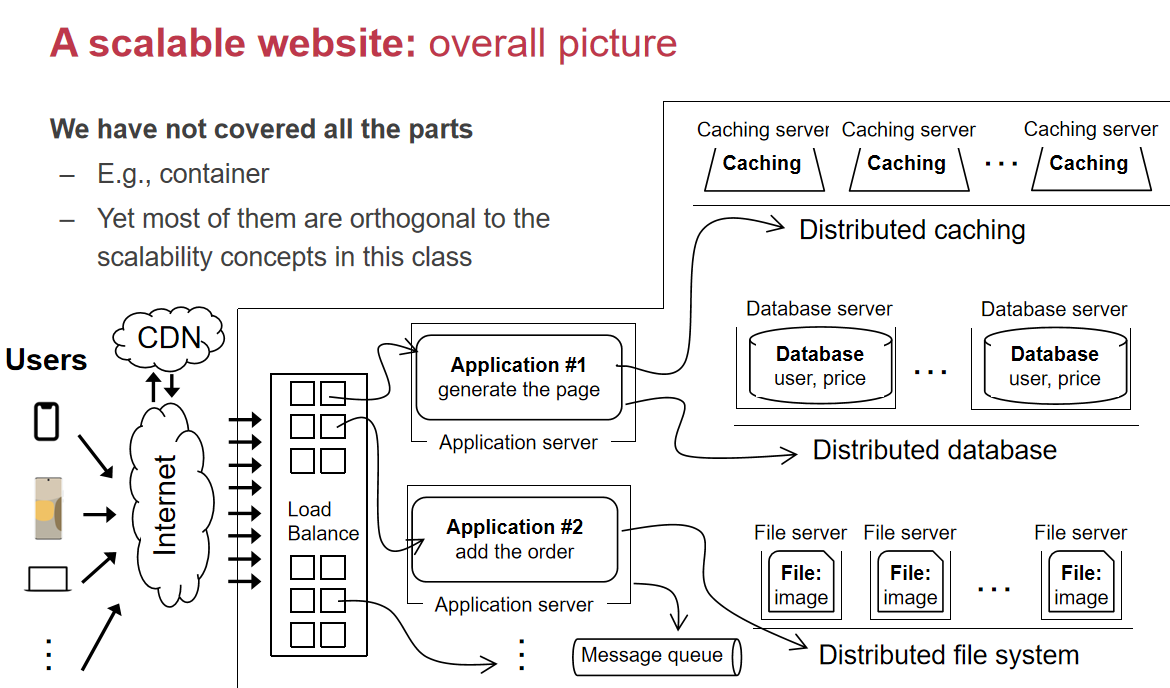 A scalable website: overall picture
We have not covered all the parts
– E.g., container
– Yet most of them are orthogonal to the
scalability concepts in this class
Users
CDN
Internet
Load
Balance
Application #1
generate the page
Application server
Application #2
add the order
Application server
Message queue
Caching server
Caching
Caching server
Caching
Caching server
Caching
Distributed caching
Database server
Database
user, price
Database server
Database
user, price
Distributed database
File server
File:
image
File server
File:
image
File server
File:
image
Distributed file system